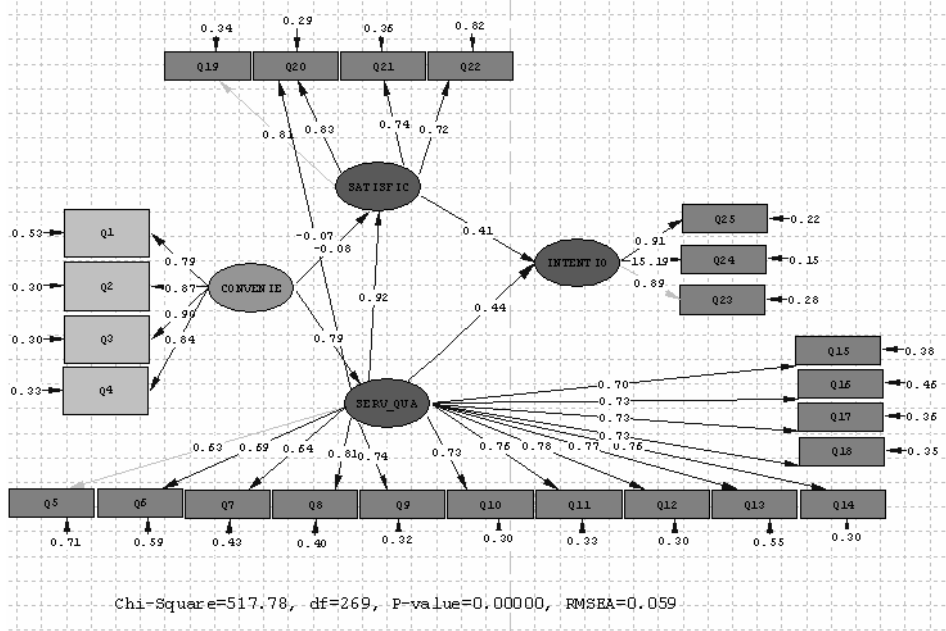 0.34 0.29 0.35 0.82
Q19 Q20 Q21 Q22
0.81 0.83 0.74 0.72
SATISFIC
0.53 Q1 0.79
0.30 Q2 0.87
0.30 Q3 0.90
0.33 Q4 0.84
CONVENIE
-0.07
-0.08
0.41
0.92
0.79
0.44
INTENTIO
0.91 Q25 0.22
15.19 Q24 0.15
0.89 Q23 0.28
SERV_QUA
0.70 Q15 0.38
0.73 Q16 0.46
0.73 Q17 0.36
0.73 Q18 0.35
0.63 0.69 0.64 0.81 0.74 0.73 0.76 0.78 0.77 0.76
Q5 Q6 Q7 Q8 Q9 Q10 Q11 Q12 Q13 Q14
0.71 0.59 0.43 0.40 0.32 0.30 0.33 0.30 0.55 0.30
Chi-Square=517.78, df=269, P-value=0.00000, RMSEA=0.059